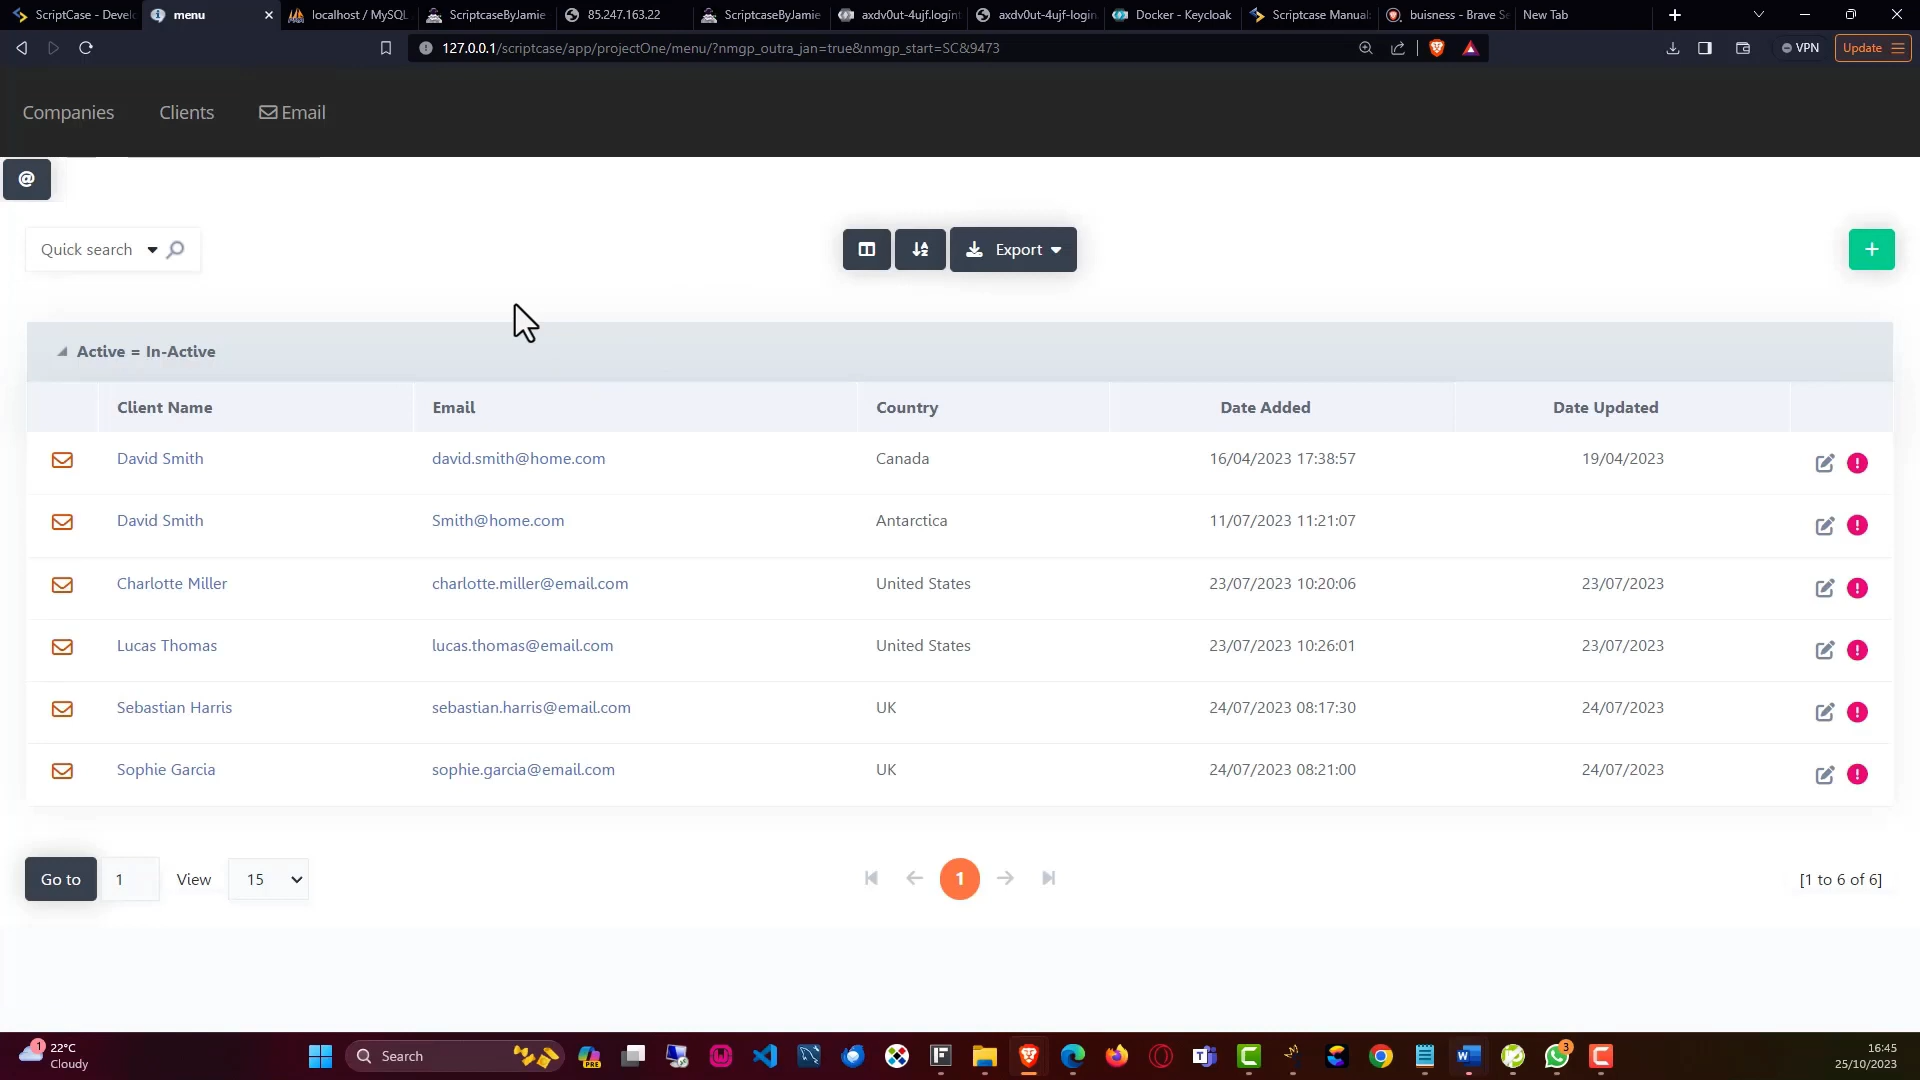 ScriptCase - Devel
menu
localhost / MySQL
ScriptcaseByJamie
85.247.163.22
ScriptcaseByJamie
axdv0ut-4ujf.logint
axdv0ut-4ujf-login.
Docker - Keycloak
Scriptcase Manual
buisness - Brave Se
New Tab
127.0.0.1/scriptcase/app/projectOne/menu/?nmgp_outra_jan=true&nmgp_start=SC&9473
VPN
Update
Companies
Clients
Email
@
Quick search
Export
+
Active = In-Active
Client Name Email Country Date Added Date Updated
David Smith david.smith@home.com Canada 16/04/2023 17:38:57 19/04/2023
David Smith Smith@home.com Antarctica 11/07/2023 11:21:07
Charlotte Miller charlotte.miller@email.com United States 23/07/2023 10:20:06 23/07/2023
Lucas Thomas lucas.thomas@email.com United States 23/07/2023 10:26:01 23/07/2023
Sebastian Harris sebastian.harris@email.com UK 24/07/2023 08:17:30 24/07/2023
Sophie Garcia sophie.garcia@email.com UK 24/07/2023 08:21:00 24/07/2023
Go to 1 View 15
1
[1 to 6 of 6]
1
22°C
Cloudy
Search
PRE
3
16:45
25/10/2023